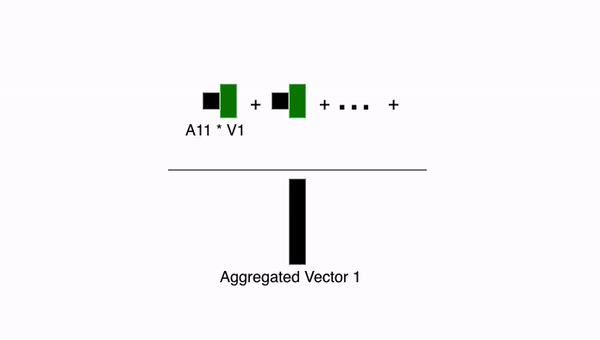 + + ... +
A11 * V1
Aggregated Vector 1